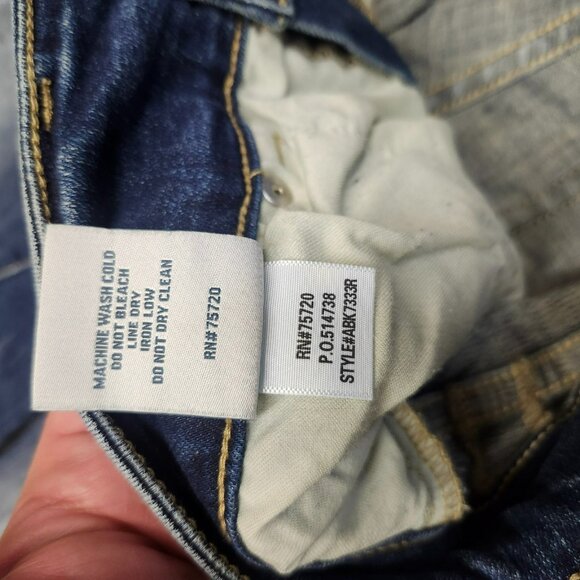 MACHINE WASH COLD
DO NOT BLEACH
LINE DRY
IRON LOW
DO NOT DRY CLEAN
RN#75720
RN#75720
P.O.514738
STYLE#ABK7333R